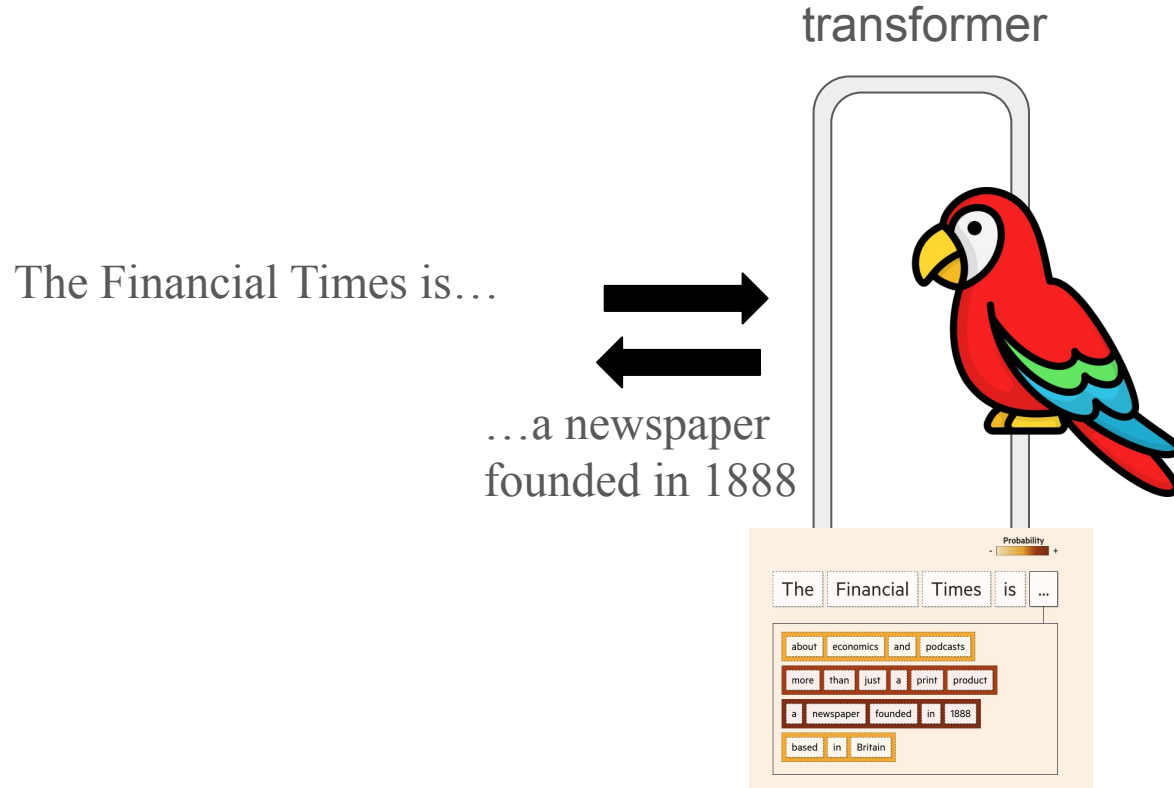 transformer
The Financial Times is…
…a newspaper
founded in 1888
Probability
- +
The Financial Times is ...
about economics and podcasts
more than just a print product
a newspaper founded in 1888
based in Britain